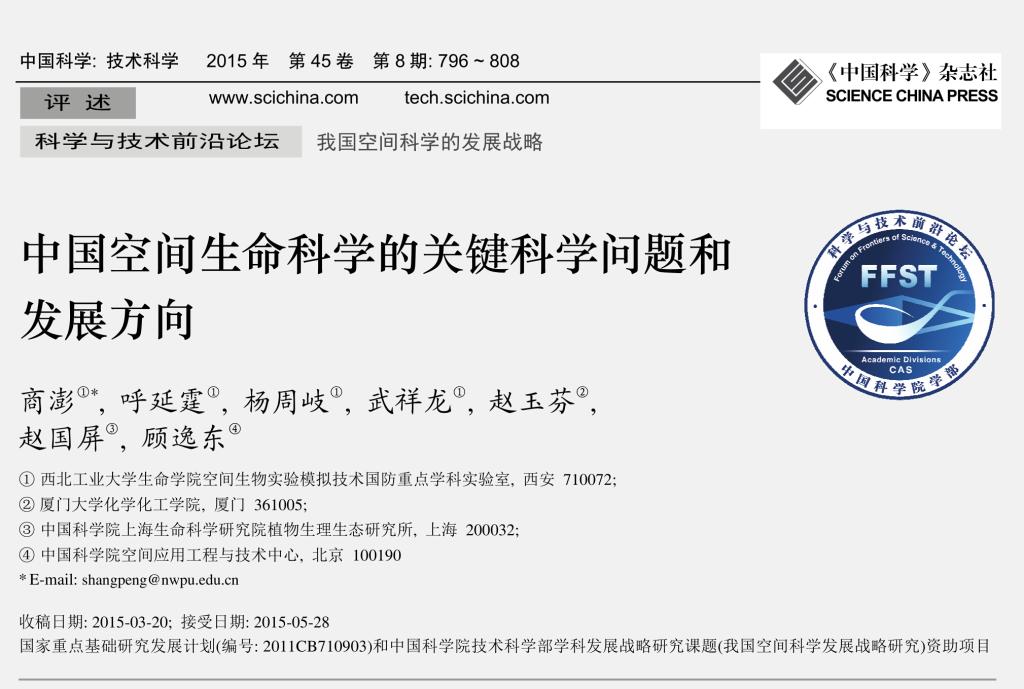 中国科学: 技术科学 2015 年 第 45 卷 第 8 期: 796 ~ 808
《中国科学》杂志社
SCIENCE CHINA PRESS
评 述 www.scichina.com tech.scichina.com
科学与技术前沿论坛 我国空间科学的发展战略
中国空间生命科学的关键科学问题和
发展方向
科学与技术前沿论坛
Forum on Frontiers of Science & Technology
FFST
Academic Divisions
CAS
中国科学院学部
商澎①*, 呼延霆①, 杨周岐①, 武祥龙①, 赵玉芬②,
赵国屏③, 顾逸东④
① 西北工业大学生命学院空间生物实验模拟技术国防重点学科实验室, 西安 710072;
② 厦门大学化学化工学院, 厦门 361005;
③ 中国科学院上海生命科学研究院植物生理生态研究所, 上海 200032;
④ 中国科学院空间应用工程与技术中心, 北京 100190
* E-mail: shangpeng@nwpu.edu.cn
收稿日期: 2015-03-20; 接受日期: 2015-05-28
国家重点基础研究发展计划(编号: 2011CB710903)和中国科学院技术科学部学科发展战略研究课题(我国空间科学发展战略研究)资助项目